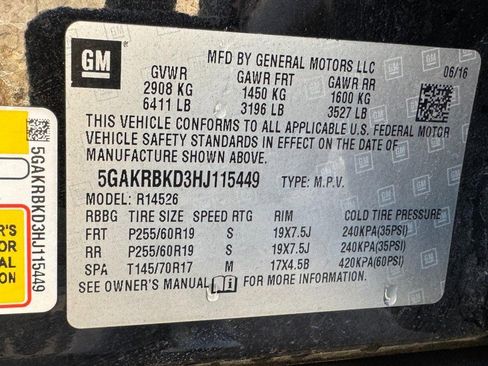 GM
MFD BY GENERAL MOTORS LLC
06/16
GVWR GAWR FRT GAWR RR
2908 KG 1450 KG 1600 KG
6411 LB 3196 LB 3527 LB
THIS VEHICLE CONFORMS TO ALL APPLICABLE U.S. FEDERAL MOTOR
VEHICLE SAFETY STANDARDS IN EFFECT ON THE DATE OF
MANUFACTURE SHOWN ABOVE.
5GAKRBKD3HJ115449 TYPE: M.P.V.
MODEL: R14526
RBBG TIRE SIZE SPEED RTG RIM COLD TIRE PRESSURE
FRT P255/60R19 S 19X7.5J 240KPA(35PSI)
RR P255/60R19 S 19X7.5J 240KPA(35PSI)
SPA T145/70R17 M 17X4.5B 420KPA(60PSI)
SEE OWNER'S MANUAL FOR MORE INFORMATION.
5GAKRBKD3HJ115449